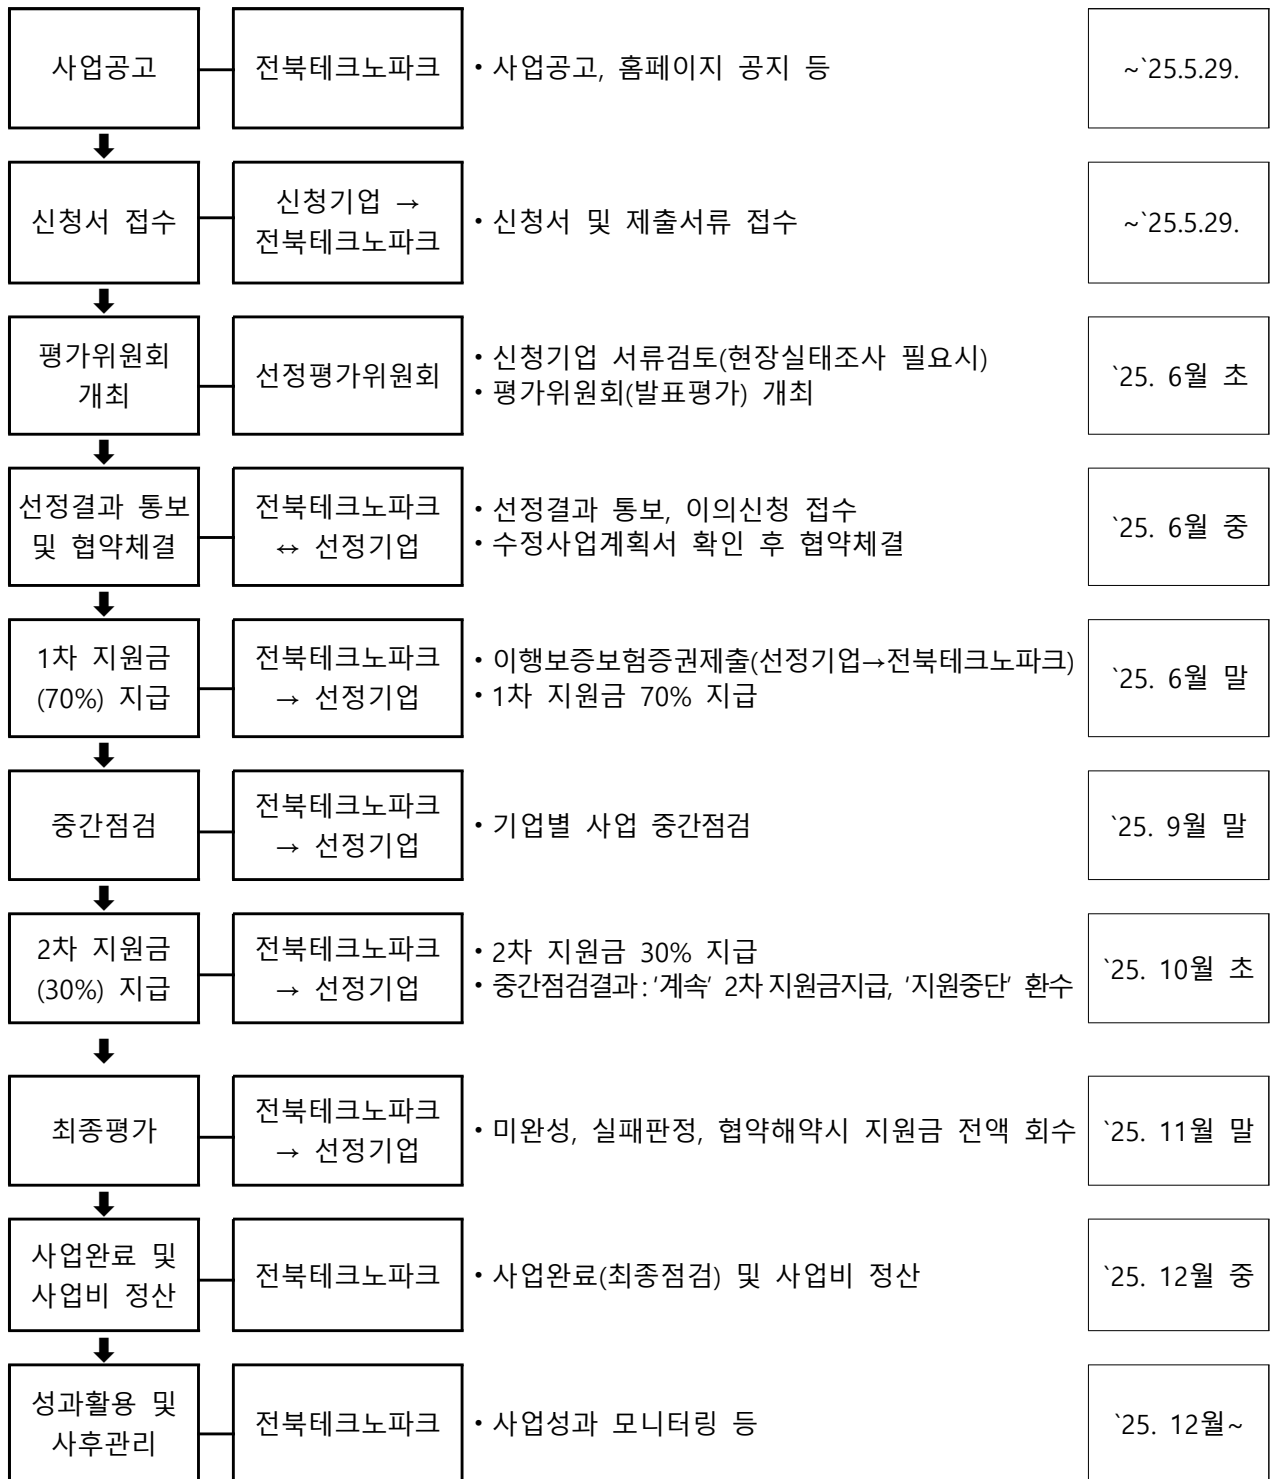 사업공고
전북테크노파크
• 사업공고, 홈페이지 공지 등
~`25.5.29.
신청서 접수
신청기업 →
전북테크노파크
• 신청서 및 제출서류 접수
~`25.5.29.
평가위원회
개최
선정평가위원회
• 신청기업 서류검토(현장실태조사 필요시)
• 평가위원회(발표평가) 개최
`25. 6월 초
선정결과 통보
및 협약체결
전북테크노파크
↔ 선정기업
• 선정결과 통보, 이의신청 접수
• 수정사업계획서 확인 후 협약체결
`25. 6월 중
1차 지원금
(70%) 지급
전북테크노파크
→ 선정기업
• 이행보증보험증권제출(선정기업→전북테크노파크)
• 1차 지원금 70% 지급
`25. 6월 말
중간점검
전북테크노파크
→ 선정기업
• 기업별 사업 중간점검
`25. 9월 말
2차 지원금
(30%) 지급
전북테크노파크
→ 선정기업
• 2차 지원금 30% 지급
• 중간점검결과 : '계속' 2차 지원금지급, '지원중단' 환수
`25. 10월 초
최종평가
전북테크노파크
→ 선정기업
• 미완성, 실패판정, 협약해약시 지원금 전액 회수
`25. 11월 말
사업완료 및
사업비 정산
전북테크노파크
• 사업완료(최종점검) 및 사업비 정산
`25. 12월 중
성과활용 및
사후관리
전북테크노파크
• 사업성과 모니터링 등
`25. 12월~